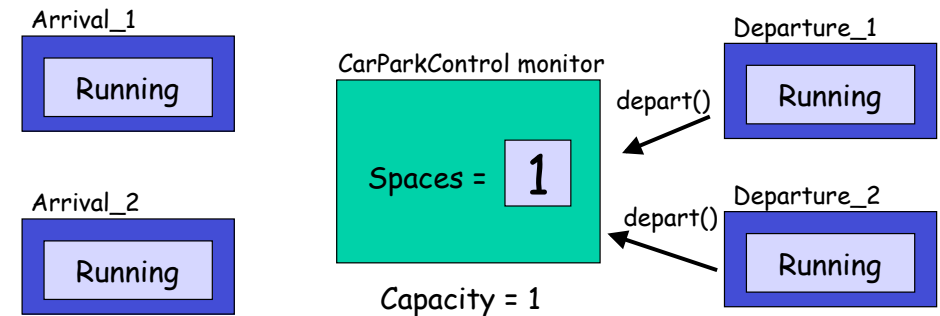 Arrival_1
Running
Arrival_2
Running
CarParkControl monitor
Spaces = 1
Capacity = 1
depart()
depart()
Departure_1
Running
Departure_2
Running